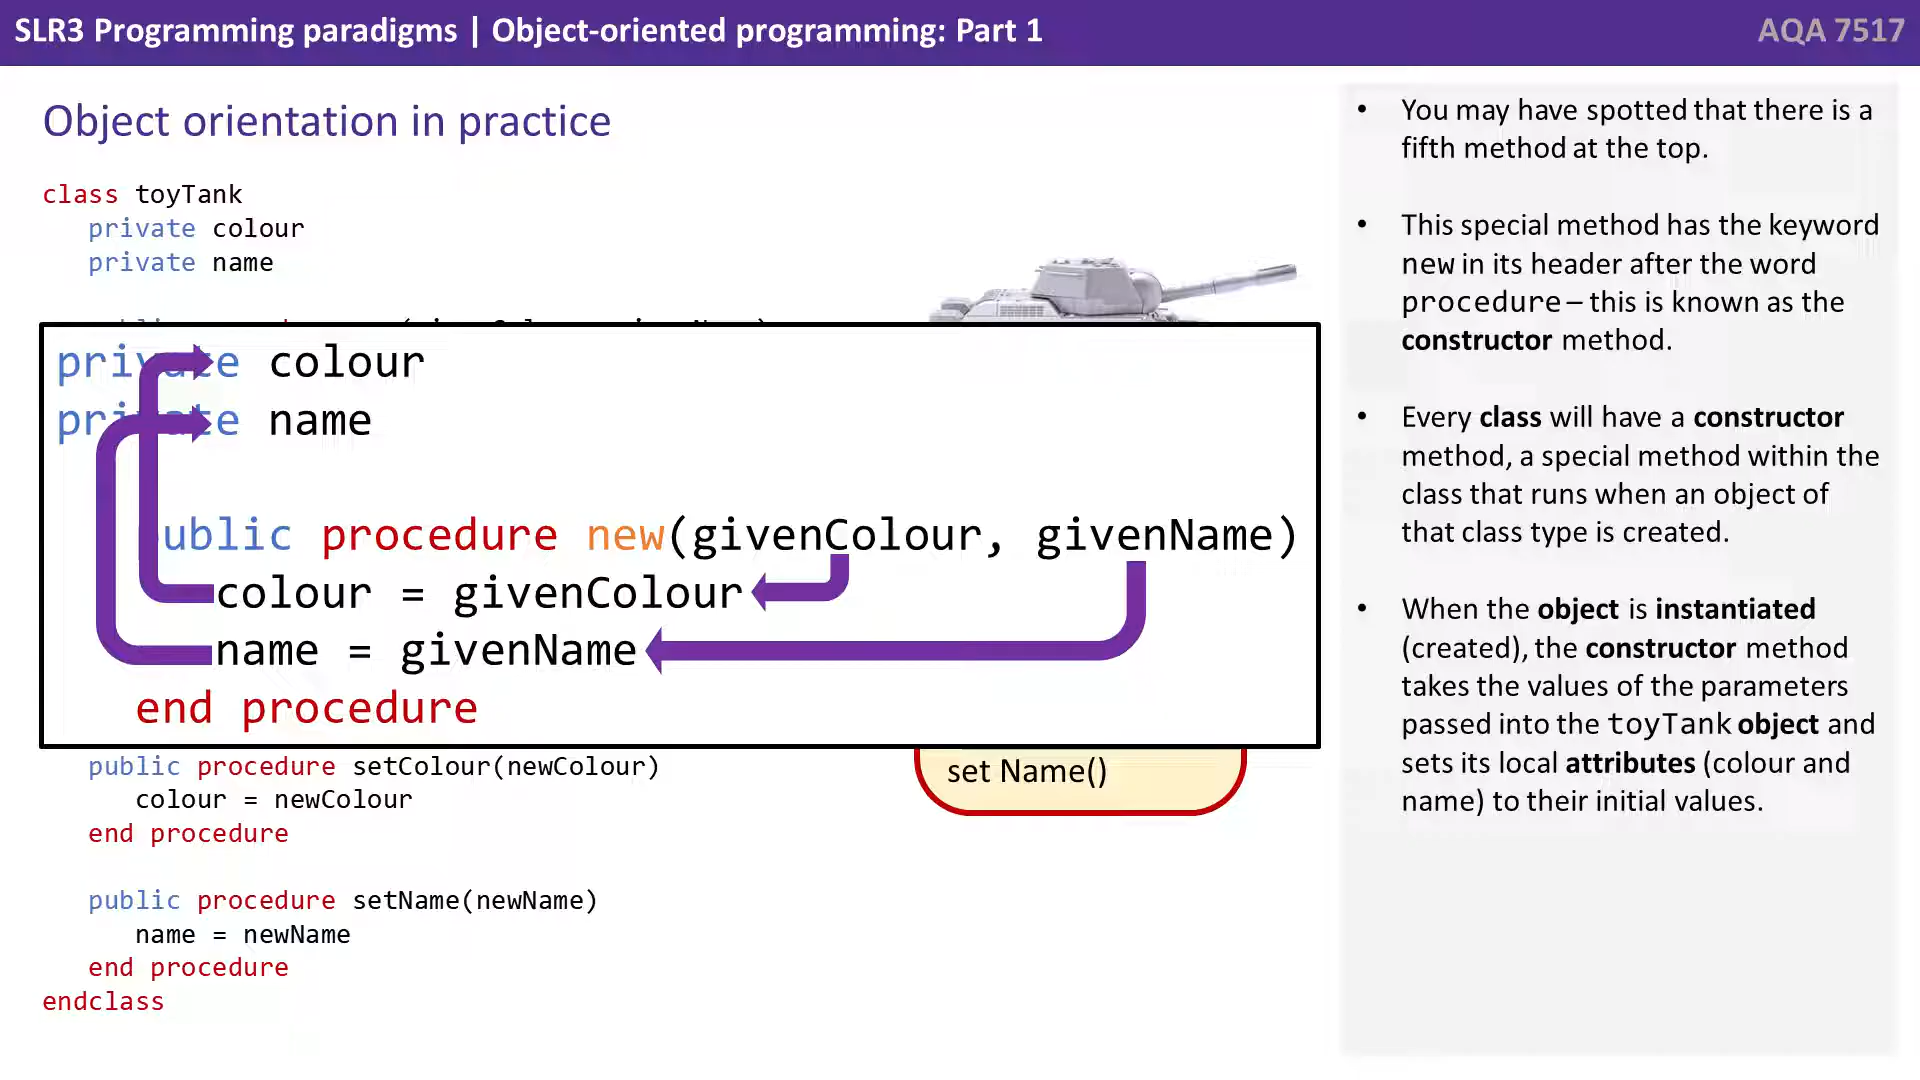 SLR3 Programming paradigms | Object-oriented programming: Part 1
AQA 7517
Object orientation in practice
class toyTank
private colour
private name
private colour
private name
public procedure new(givenColour, givenName)
colour = givenColour
name = givenName
end procedure
public procedure setColour(newColour)
colour = newColour
end procedure
public procedure setName(newName)
name = newName
end procedure
endclass
set Name()
• You may have spotted that there is a
fifth method at the top.
• This special method has the keyword
new in its header after the word
procedure – this is known as the
constructor method.
• Every class will have a constructor
method, a special method within the
class that runs when an object of
that class type is created.
• When the object is instantiated
(created), the constructor method
takes the values of the parameters
passed into the toyTank object and
sets its local attributes (colour and
name) to their initial values.